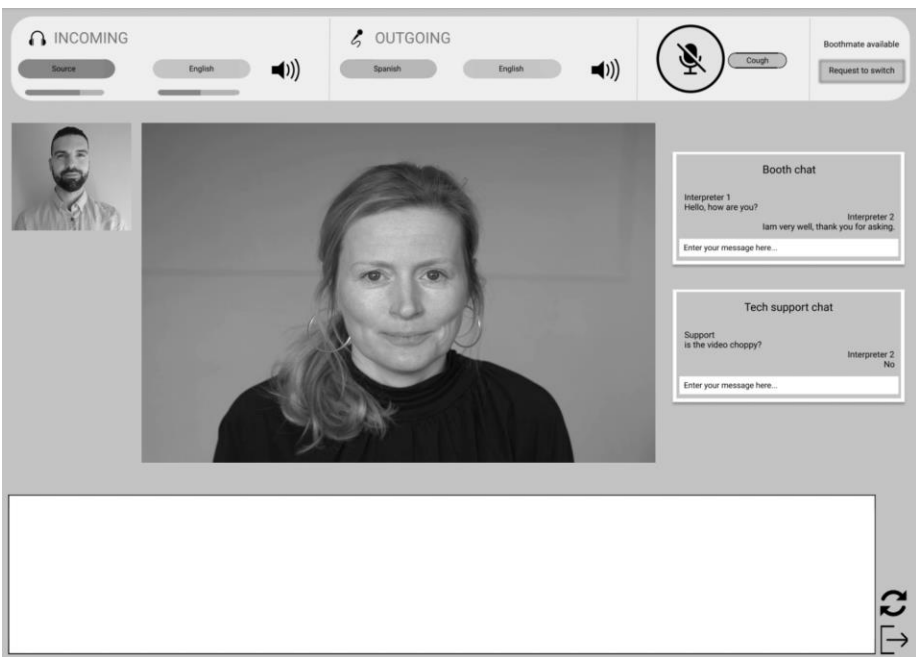 INCOMING
Source
English
OUTGOING
Spanish
English
Cough
Boothmate available
Request to switch
Booth chat
Interpreter 1
Hello, how are you?
Interpreter 2
Iam very well, thank you for asking.
Enter your message here...
Tech support chat
Support
is the video choppy?
Interpreter 2
No
Enter your message here...